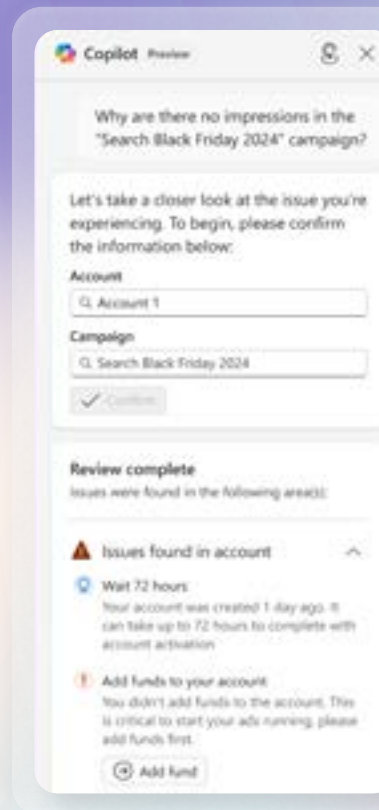 Copilot Preview
Why are there no impressions in the
"Search Black Friday 2024" campaign?
Let's take a closer look at the issue you're
experiencing. To begin, please confirm
the information below:
Account
Account 1
Campaign
Search Black Friday 2024
Confirm
Review complete
Issues were found in the following area(s):
Issues found in account
Wait 72 hours
Your account was created 1 day ago. It
can take up to 72 hours to complete with
account activation
Add funds to your account
You didn't add funds to the account. This
is critical to start your ads running, please
add funds first.
Add fund